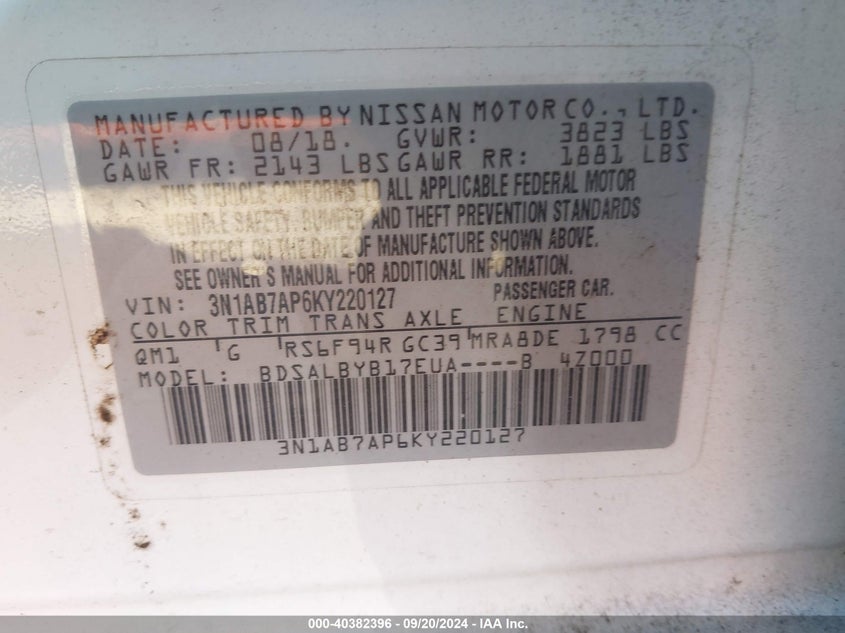 MANUFACTURED BY NISSAN MOTOR CO., LTD.
DATE: 08/18. GVWR: 3823 LBS
GAWR FR: 2143 LBS GAWR RR: 1881 LBS
THIS VEHICLE CONFORMS TO ALL APPLICABLE FEDERAL MOTOR
VEHICLE SAFETY, BUMPER AND THEFT PREVENTION STANDARDS
IN EFFECT ON THE DATE OF MANUFACTURE SHOWN ABOVE.
SEE OWNER'S MANUAL FOR ADDITIONAL INFORMATION.
VIN: 3N1AB7AP6KY220127 PASSENGER CAR.
COLOR TRIM TRANS AXLE ENGINE
QM1 G RS6F94R GC39 MRA8DE 1798 CC
MODEL: BDSALBYB17EUA----B 4Z000
3N1AB7AP6KY220127
000-40382396 - 09/20/2024 - IAA Inc.